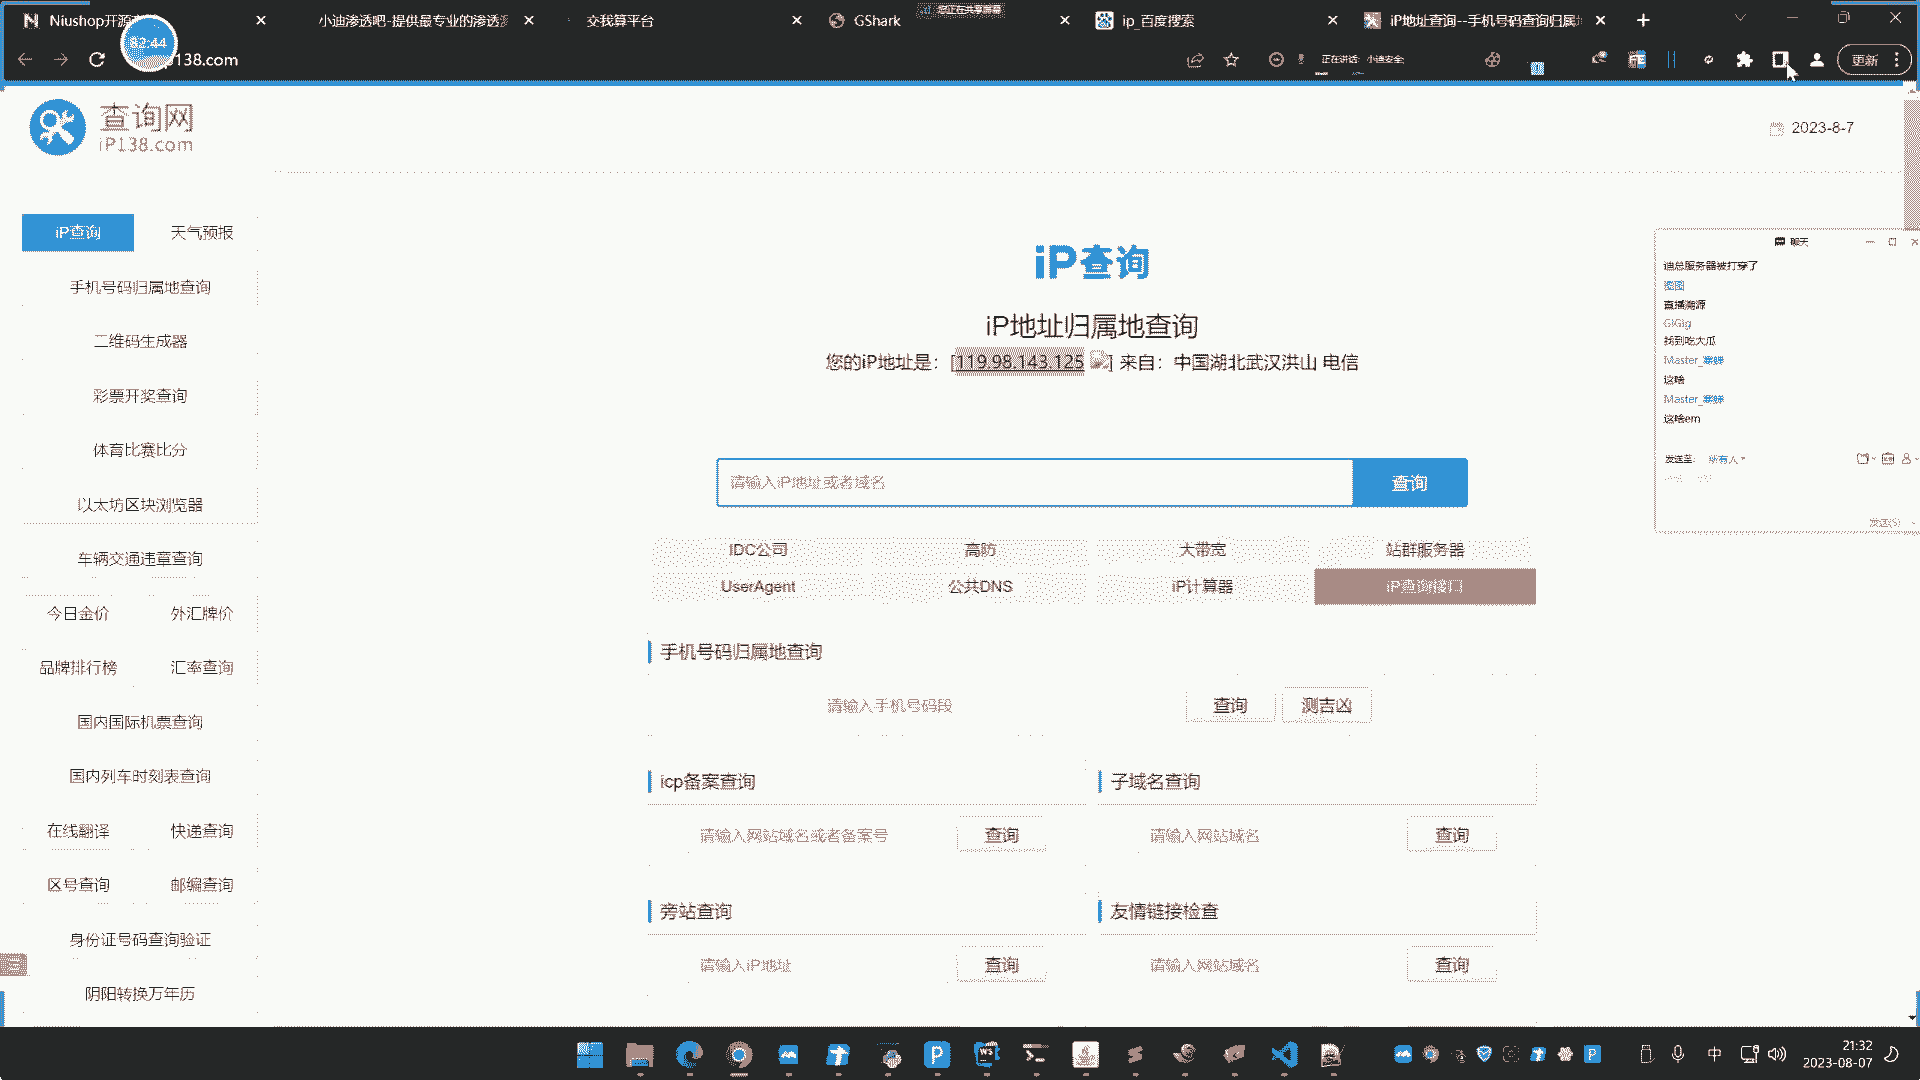 Niushop开源
小迪渗透吧-提供最专业的渗透
交我算平台
GShark
您正在共享屏幕
ip_百度搜索
iP地址查询--手机号码查询归属
82:44
138.com
正在讲话: 小迪安全;
更新
查询网
iP138.com
2023-8-7
iP查询
天气预报
手机号码归属地查询
二维码生成器
彩票开奖查询
体育比赛比分
以太坊区块浏览器
车辆交通违章查询
今日金价
外汇牌价
品牌排行榜
汇率查询
国内国际机票查询
国内列车时刻表查询
在线翻译
快递查询
区号查询
邮编查询
身份证号码查询验证
阴阳转换万年历
iP查询
iP地址归属地查询
您的iP地址是：[119.98.143.125 ] 来自：中国湖北武汉洪山 电信
请输入iP地址或者域名
查询
IDC公司
高防
大带宽
站群服务器
UserAgent
公共DNS
iP计算器
iP查询接口
手机号码归属地查询
请输入手机号码段
查询
测吉凶
icp备案查询
子域名查询
请输入网站域名或者备案号
查询
请输入网站域名
查询
旁站查询
友情链接检查
请输入iP地址
查询
请输入网站域名
查询
聊天
迪总服务器被打穿了
直播溯源
GIGIg
找到吃大瓜
这啥
这啥em
发送至:
所有人
发送(S)
中
21:32
2023-08-07